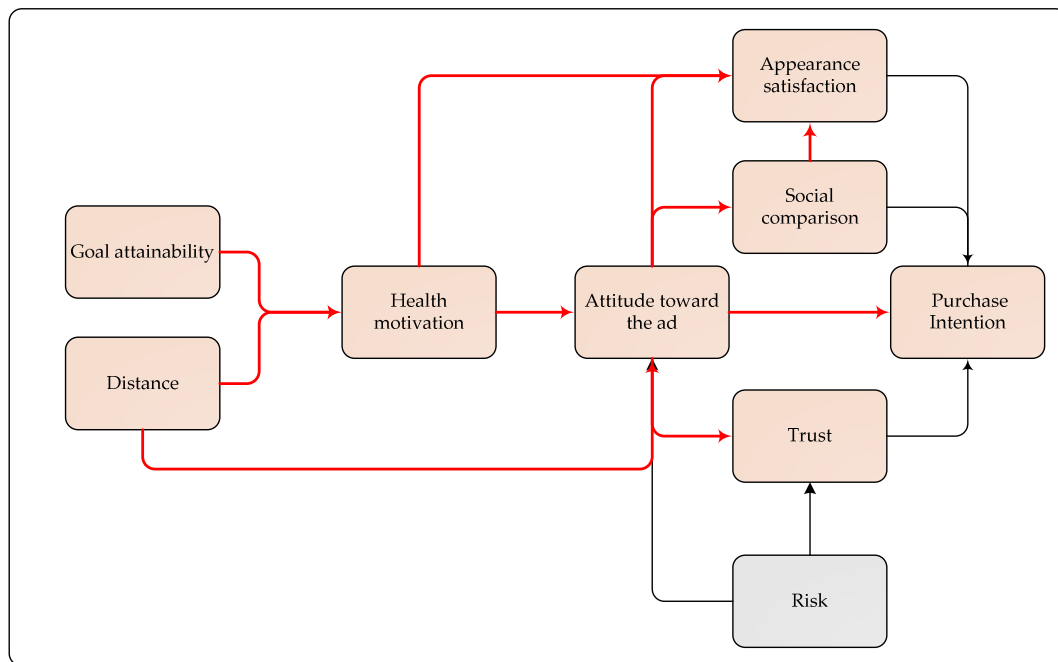 Appearance
satisfaction
Social
comparison
Goal attainability
Health
motivation
Attitude toward
the ad
Purchase
Intention
Distance
Trust
Risk